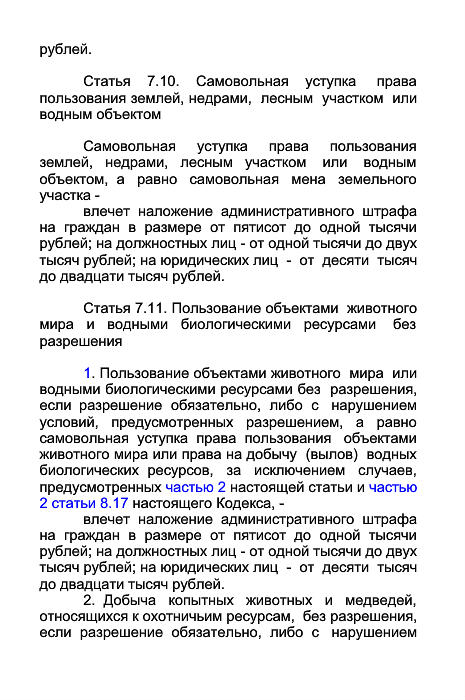 рублей.
Статья 7.10. Самовольная уступка права
пользования землей, недрами, лесным участком или
водным объектом
Самовольная уступка права пользования
землей, недрами, лесным участком или водным
объектом, а равно самовольная мена земельного
участка -
влечет наложение административного штрафа
на граждан в размере от пятисот до одной тысячи
рублей; на должностных лиц - от одной тысячи до двух
тысяч рублей; на юридических лиц - от десяти тысяч
до двадцати тысяч рублей.
Статья 7.11. Пользование объектами животного
мира и водными биологическими ресурсами без
разрешения
1. Пользование объектами животного мира или
водными биологическими ресурсами без разрешения,
если разрешение обязательно, либо с нарушением
условий, предусмотренных разрешением, а равно
самовольная уступка права пользования объектами
животного мира или права на добычу (вылов) водных
биологических ресурсов, за исключением случаев,
предусмотренных частью 2 настоящей статьи и частью
2 статьи 8.17 настоящего Кодекса, -
влечет наложение административного штрафа
на граждан в размере от пятисот до одной тысячи
рублей; на должностных лиц - от одной тысячи до двух
тысяч рублей; на юридических лиц - от десяти тысяч
до двадцати тысяч рублей.
2. Добыча копытных животных и медведей,
относящихся к охотничьим ресурсам, без разрешения,
если разрешение обязательно, либо с нарушением